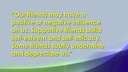 "Our friends may have a
positive or negative influence
on us. Supportive friends build
self-esteem and self-efficacy.
Some friends subtly undermine
and depreciate us."